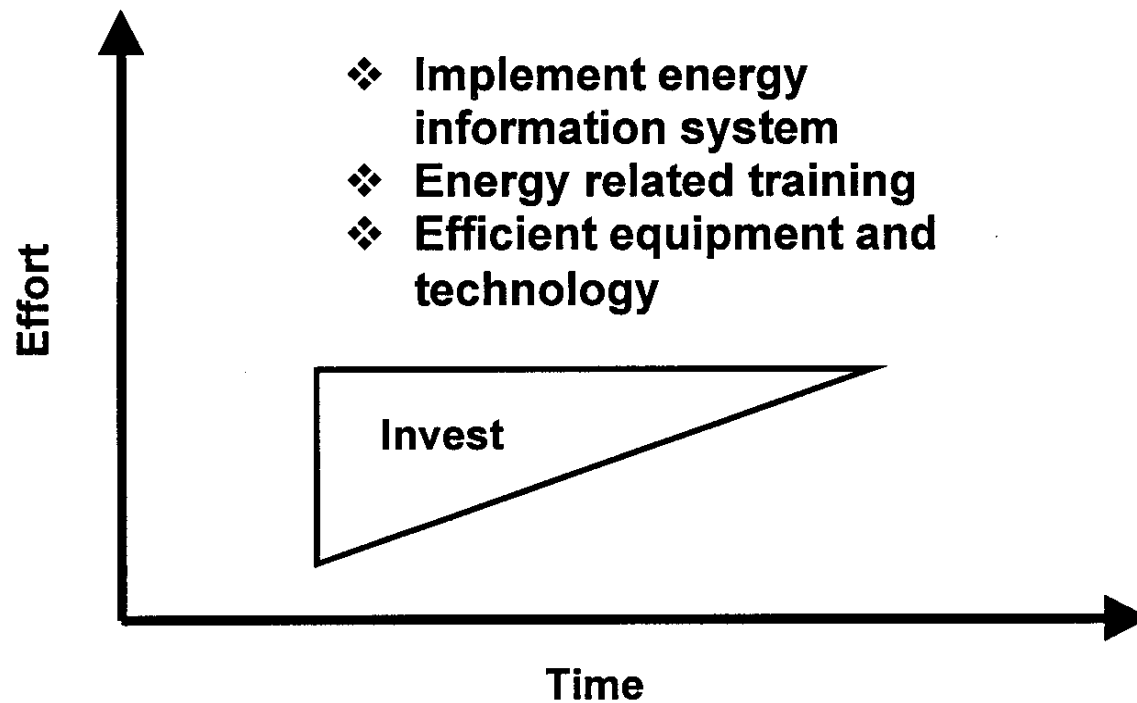 ❖ Implement energy
information system
❖ Energy related training
❖ Efficient equipment and
technology
Effort
Invest
Time